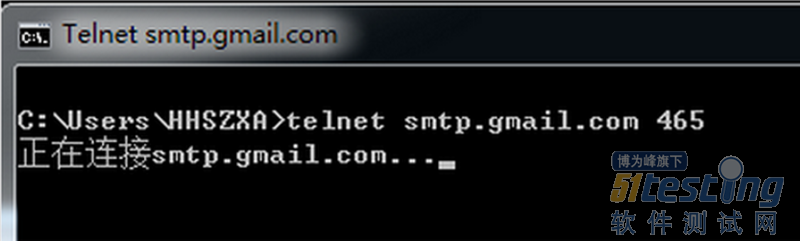 Telnet smtp.gmail.com
C:\Users\HHSZXA>telnet smtp.gmail.com 465
正在连接smtp.gmail.com...
博为峰旗下
51testing
软件测试网